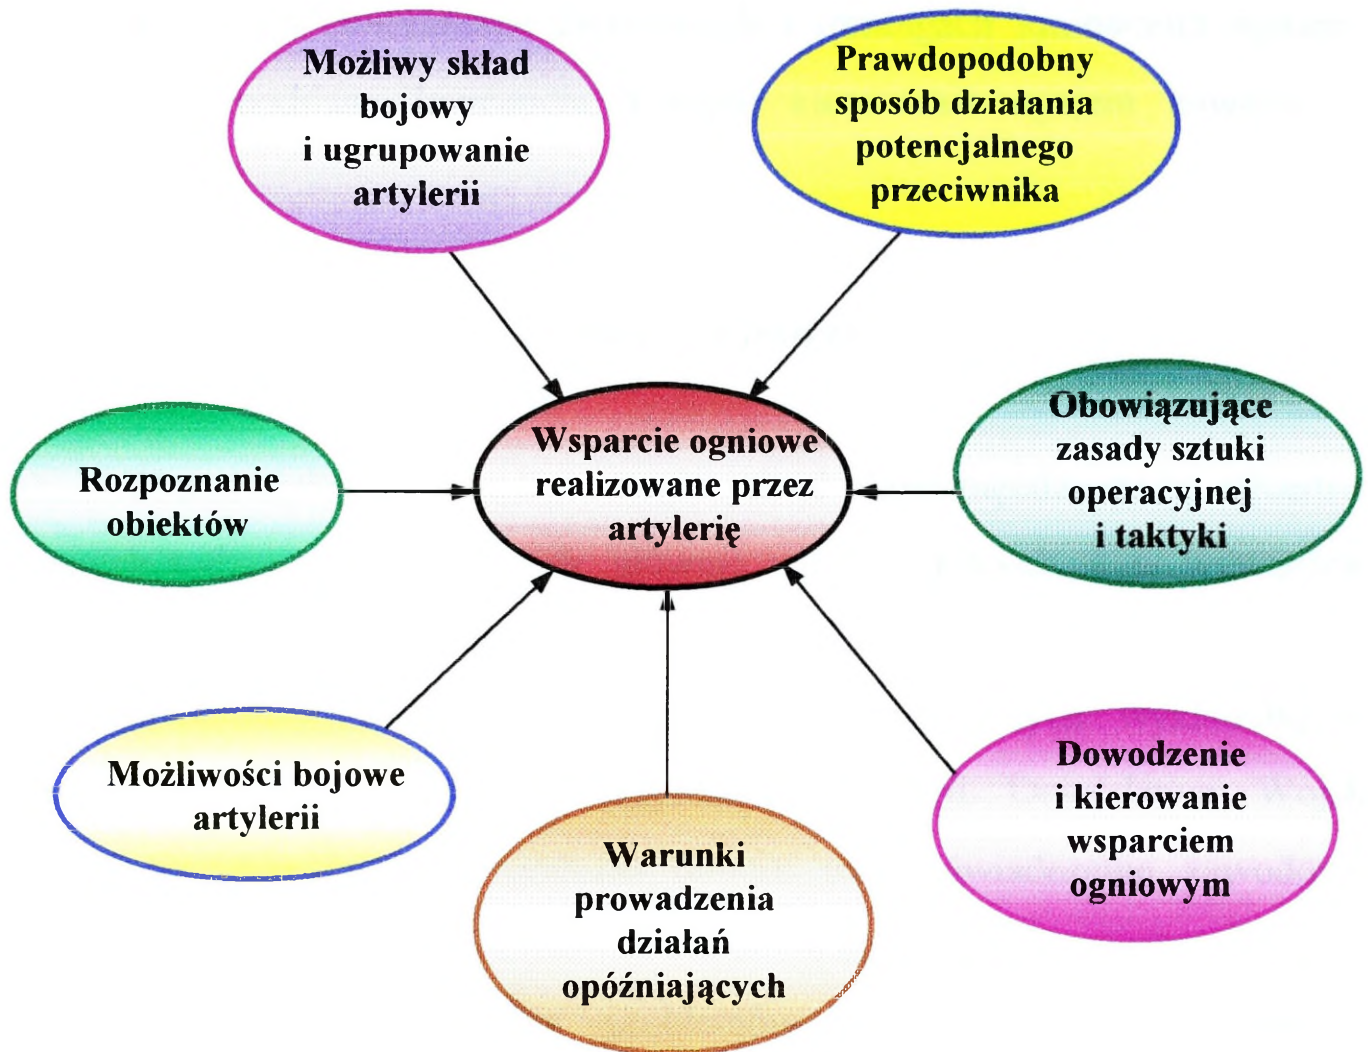 Możliwy skład
bojowy
i ugrupowanie
artylerii
Prawdopodobny
sposób działania
potencjalnego
przeciwnika
Wsparcie ogniowe
realizowane przez
artylerię
Obowiązujące
zasady sztuki
operacyjnej
i taktyki
Rozpoznanie
obiektów
Możliwości bojowe
artylerii
Warunki
prowadzenia
działań
opóźniających
Dowodzenie
i kierowanie
wsparciem
ogniowym